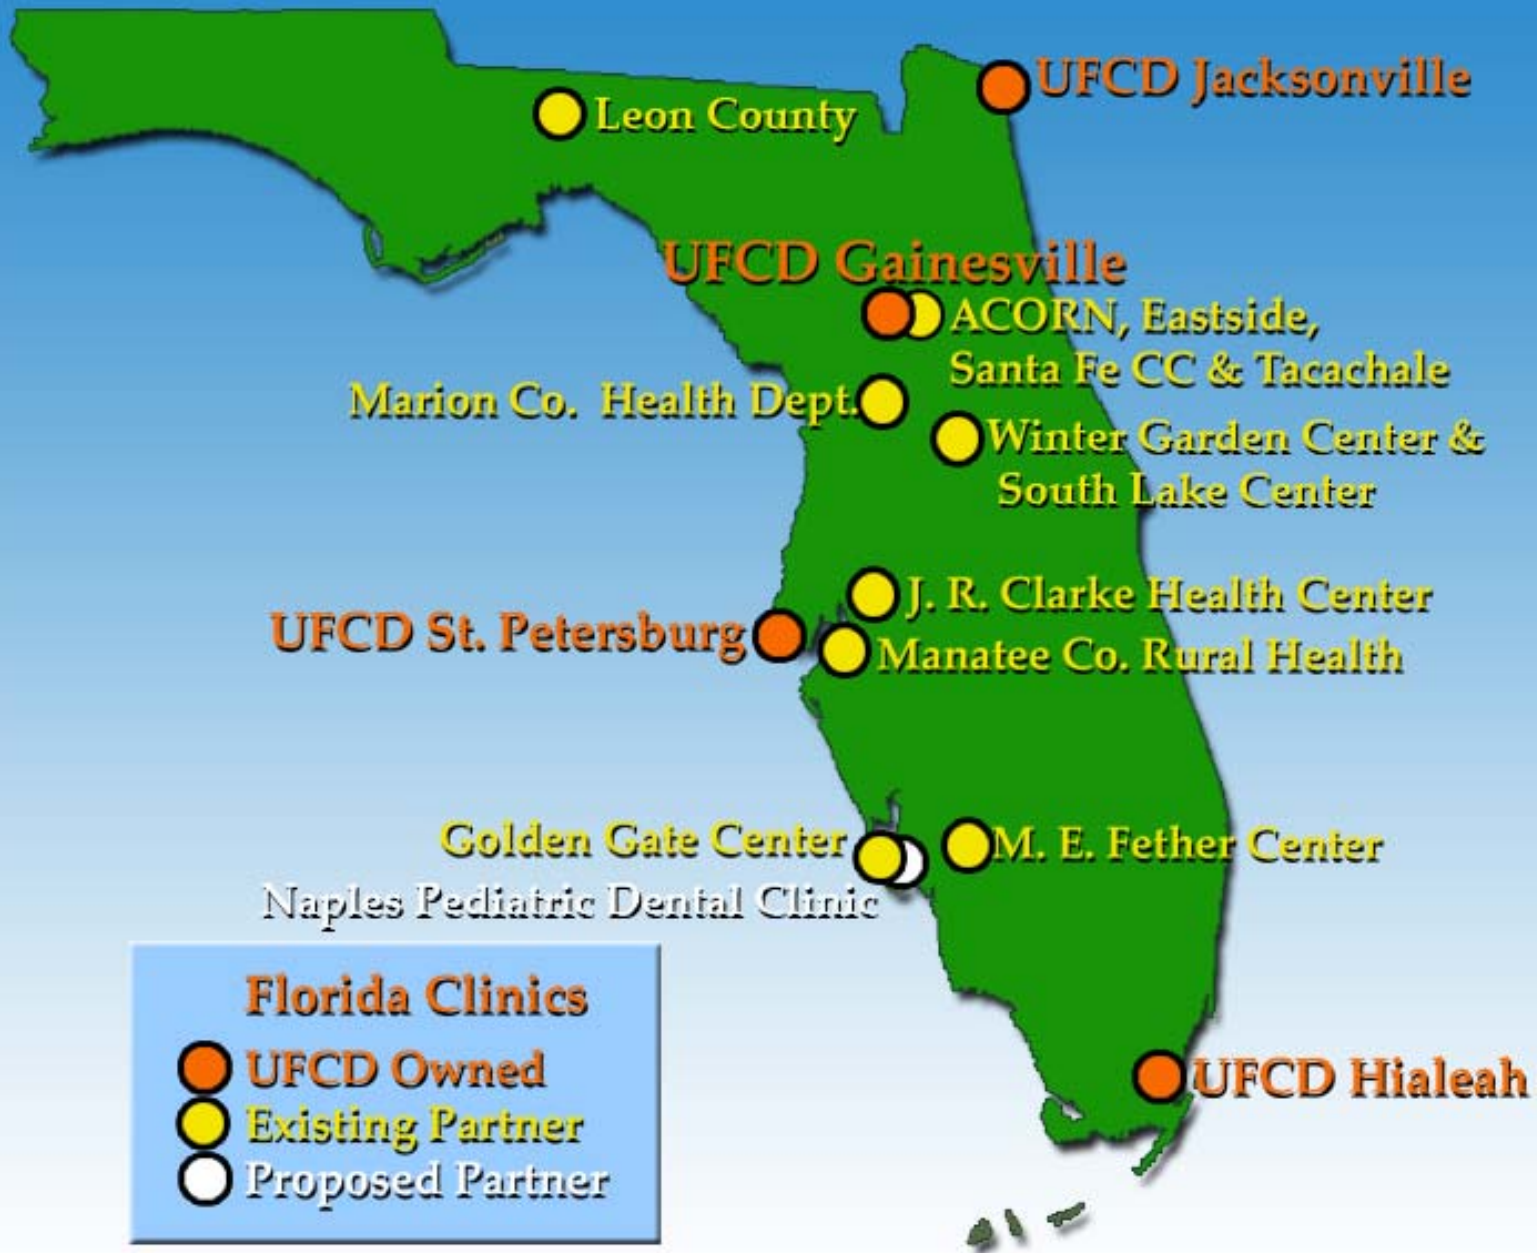 UFCD Jacksonville
Leon County
UFCD Gainesville
ACORN, Eastside,
Santa Fe CC & Tacachale
Marion Co. Health Dept.
Winter Garden Center &
South Lake Center
J. R. Clarke Health Center
UFCD St. Petersburg
Manatee Co. Rural Health
Golden Gate Center
M. E. Fether Center
Naples Pediatric Dental Clinic
Florida Clinics
UFCD Owned
Existing Partner
Proposed Partner
UFCD Hialeah